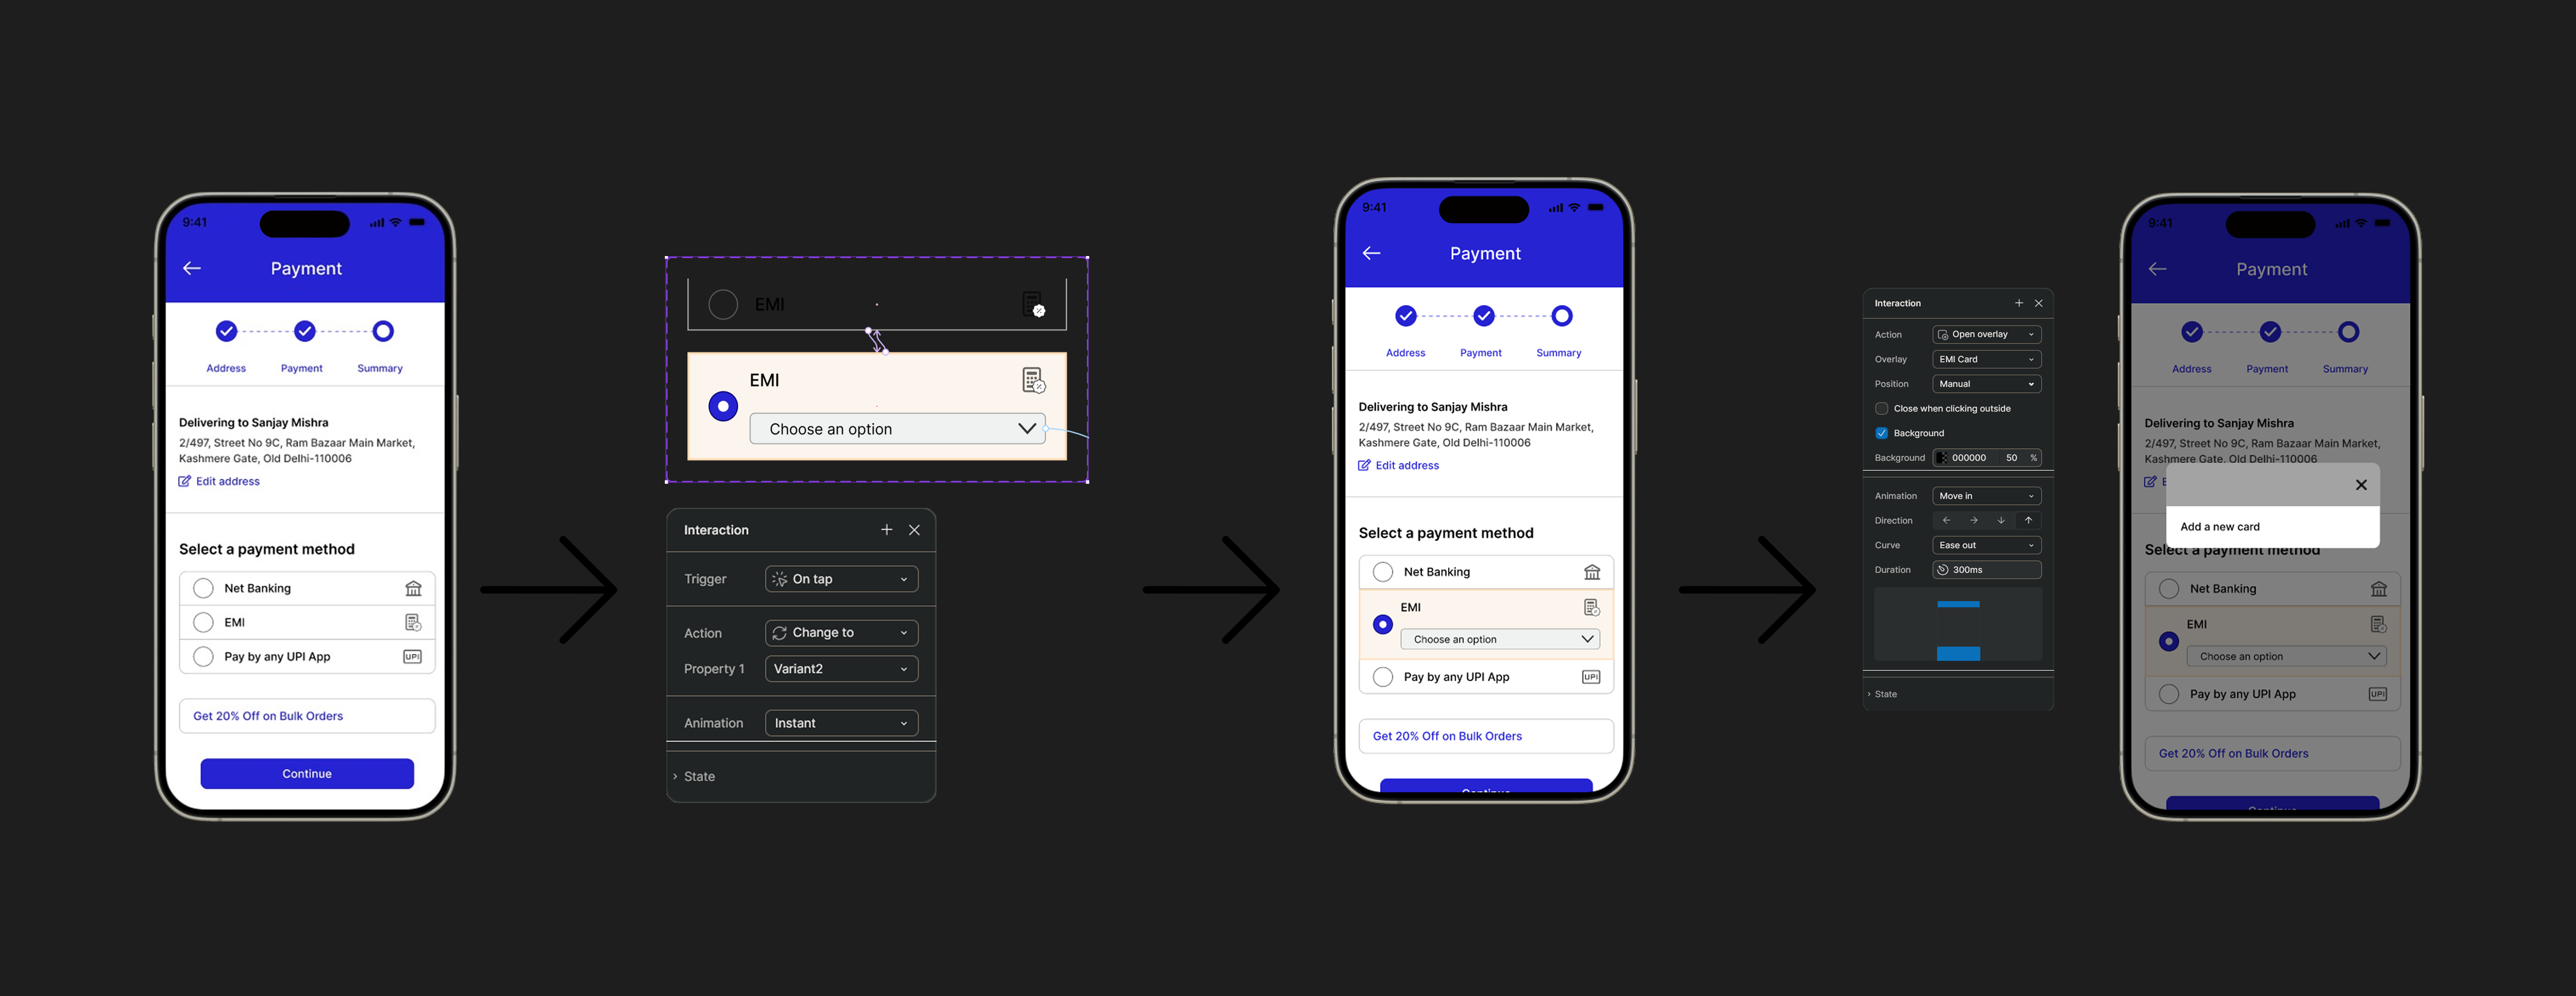 9:41
Payment
Address Payment Summary
Delivering to Sanjay Mishra
2/497, Street No 9C, Ram Bazaar Main Market,
Kashmere Gate, Old Delhi-110006
Edit address
Select a payment method
Net Banking
EMI
Pay by any UPI App UPI
Get 20% Off on Bulk Orders
Continue
EMI
EMI
Choose an option
Interaction
Trigger On tap
Action Change to
Property 1 Variant2
Animation Instant
State
9:41
Payment
Address Payment Summary
Delivering to Sanjay Mishra
2/497, Street No 9C, Ram Bazaar Main Market,
Kashmere Gate, Old Delhi-110006
Edit address
Select a payment method
Net Banking
EMI
Choose an option
Pay by any UPI App UPI
Get 20% Off on Bulk Orders
Continue
Interaction
Action Open overlay
Overlay EMI Card
Position Manual
Close when clicking outside
Background
Background 000000 50 %
Animation Move in
Direction
Curve Ease out
Duration 300ms
State
9:41
Payment
Address Payment Summary
Delivering to Sanjay Mishra
2/497, Street No 9C, Ram Bazaar Main Market,
Kashmere Gate, Old Delhi-110006
E
Add a new card
Select a payment method
Net Banking
EMI
Choose an option
Pay by any UPI App UPI
Get 20% Off on Bulk Orders
Continue